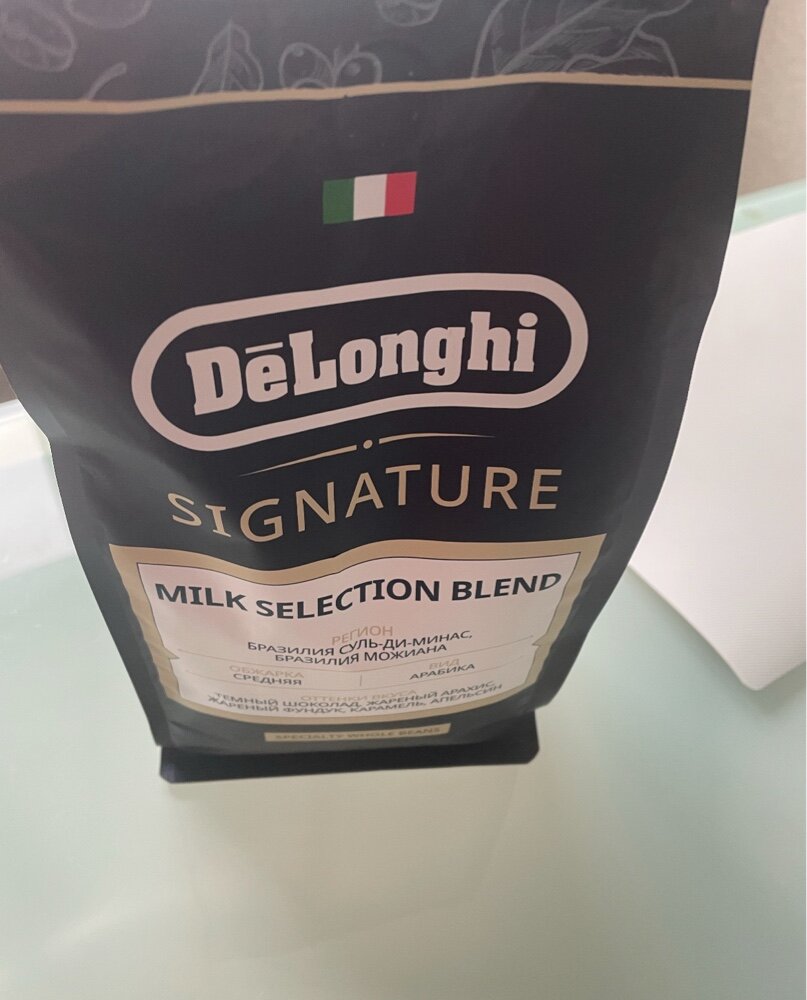 DēLonghi
SIGNATURE
MILK SELECTION BLEND
РЕГИОН
БРАЗИЛИЯ СУЛЬ-ДИ-МИНАС,
БРАЗИЛИЯ МОЖИАНА
ОБЖАРКА
СРЕДНЯЯ
ВИД
АРАБИКА
ОТТЕНКИ ВКУСА
ТЕМНЫЙ ШОКОЛАД, ЖАРЕНЫЙ АРАХИС,
ЖАРЕНЫЙ ФУНДУК, КАРАМЕЛЬ, АПЕЛЬСИН
SPECIALTY WHOLE BEANS